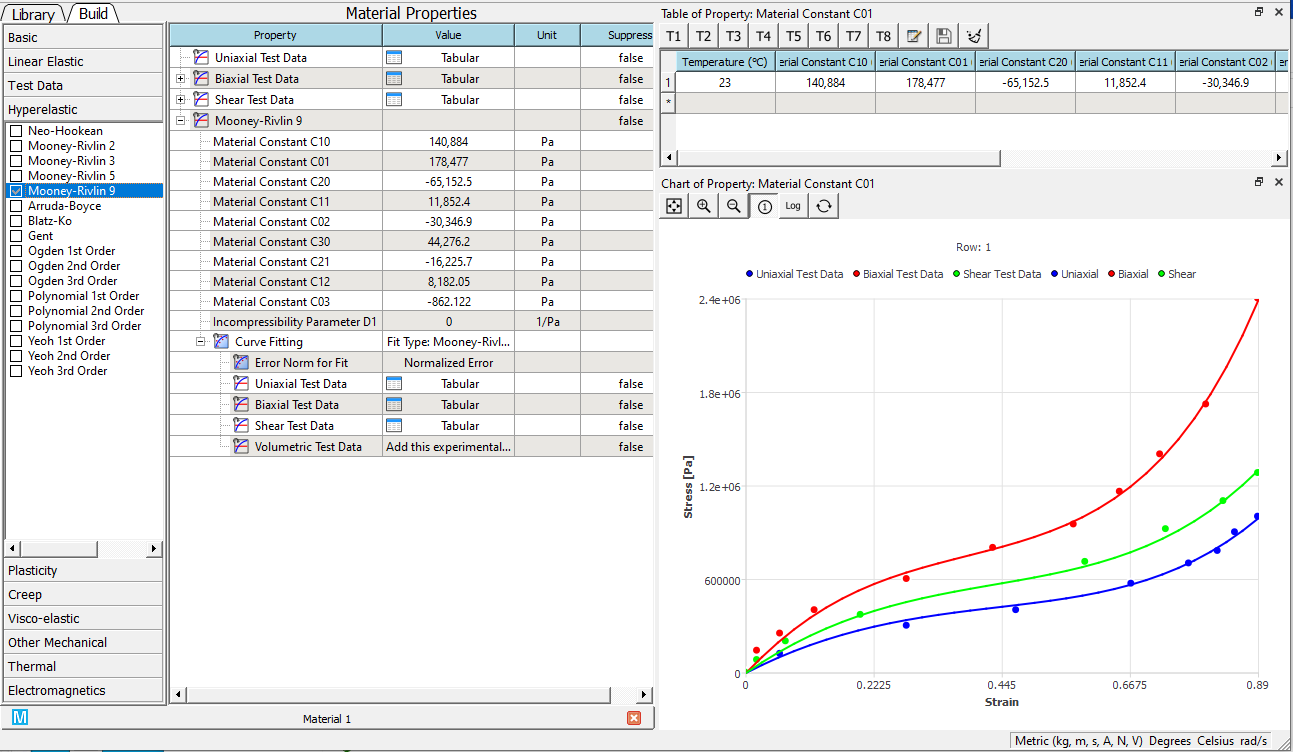 Library Build
Basic
Linear Elastic
Test Data
Hyperelastic
Neo-Hookean
Mooney-Rivlin 2
Mooney-Rivlin 3
Mooney-Rivlin 5
Mooney-Rivlin 9
Arruda-Boyce
Blatz-Ko
Gent
Ogden 1st Order
Ogden 2nd Order
Ogden 3rd Order
Polynomial 1st Order
Polynomial 2nd Order
Polynomial 3rd Order
Yeoh 1st Order
Yeoh 2nd Order
Yeoh 3rd Order
Plasticity
Creep
Visco-elastic
Other Mechanical
Thermal
Electromagnetics
Material Properties
Property Value Unit Suppress
Uniaxial Test Data Tabular false
Biaxial Test Data Tabular false
Shear Test Data Tabular false
Mooney-Rivlin 9 false
Material Constant C10 140,884 Pa
Material Constant C01 178,477 Pa
Material Constant C20 -65,152.5 Pa
Material Constant C11 11,852.4 Pa
Material Constant C02 -30,346.9 Pa
Material Constant C30 44,276.2 Pa
Material Constant C21 -16,225.7 Pa
Material Constant C12 8,182.05 Pa
Material Constant C03 -862.122 Pa
Incompressibility Parameter D1 0 1/Pa
Curve Fitting Fit Type: Mooney-Rivl...
Error Norm for Fit Normalized Error
Uniaxial Test Data Tabular false
Biaxial Test Data Tabular false
Shear Test Data Tabular false
Volumetric Test Data Add this experimental... false
M Material 1
Table of Property: Material Constant C01
T1 T2 T3 T4 T5 T6 T7 T8
Temperature (°C) erial Constant C10 erial Constant C01 erial Constant C20 erial Constant C11 erial Constant C02 er
1 23 140,884 178,477 -65,152.5 11,852.4 -30,346.9
*
Chart of Property: Material Constant C01
1 Log
Row: 1
Uniaxial Test Data Biaxial Test Data Shear Test Data Uniaxial Biaxial Shear
2.4e+06
1.8e+06
1.2e+06
600000
0
Stress [Pa]
0 0.2225 0.445 0.6675 0.89
Strain
Metric (kg, m, s, A, N, V) Degrees Celsius rad/s